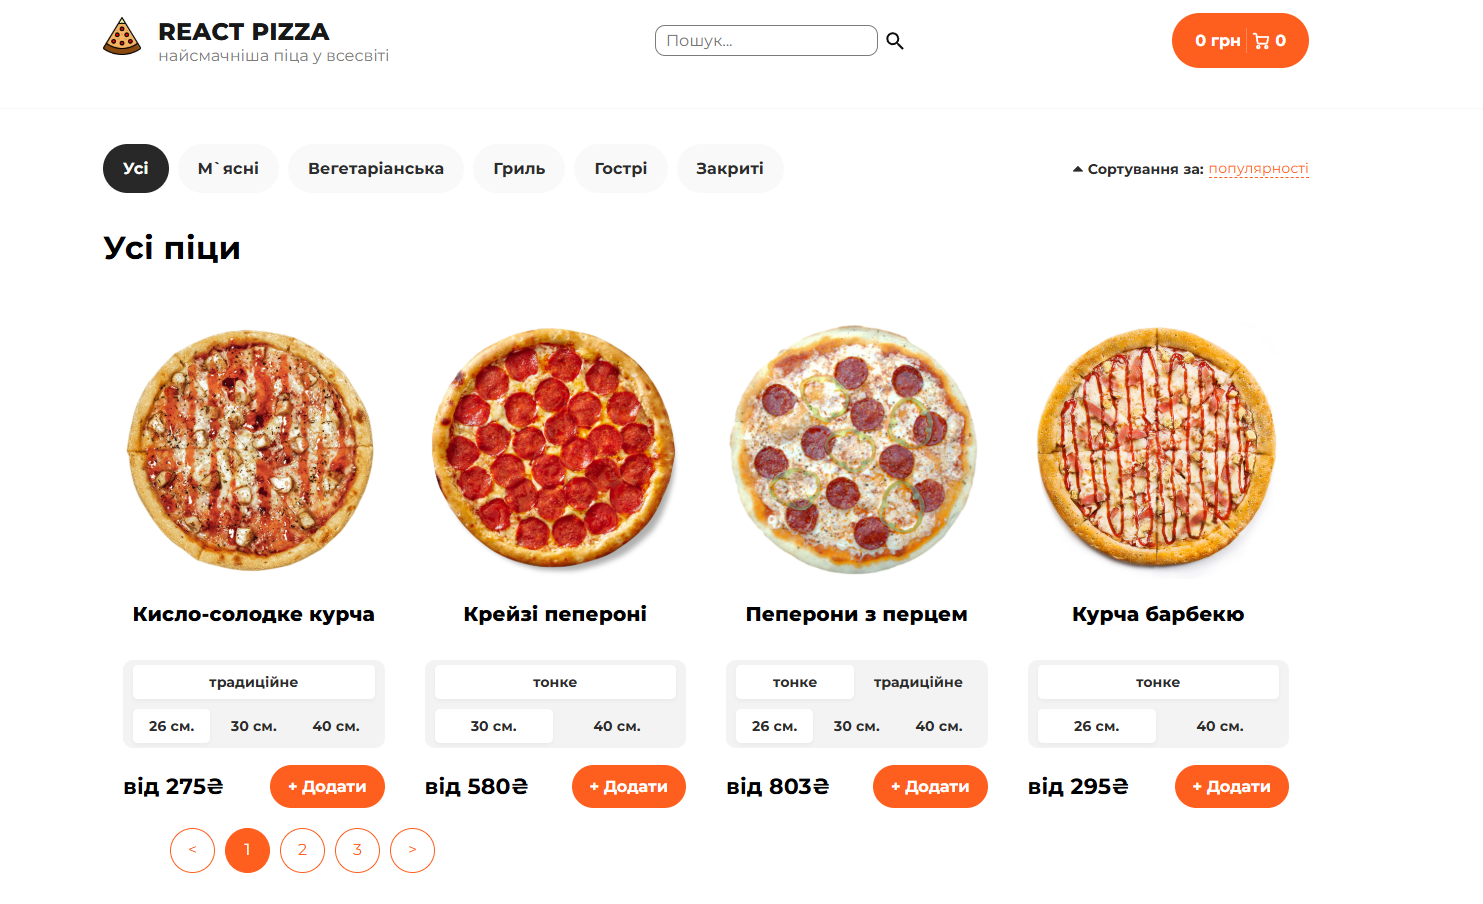 REACT PIZZA
найсмачніша піца у всесвіті
Пошук...
0 грн 0
Усі М`ясні Вегетаріанська Гриль Гострі Закриті
Сортування за: популярності
Усі піци
Кисло-солодке курча
традиційне
26 см. 30 см. 40 см.
від 275₴ + Додати
Крейзі пепероні
тонке
30 см. 40 см.
від 580₴ + Додати
Пеперони з перцем
тонке традиційне
26 см. 30 см. 40 см.
від 803₴ + Додати
Курча барбекю
тонке
26 см. 40 см.
від 295₴ + Додати
< 1 2 3 >